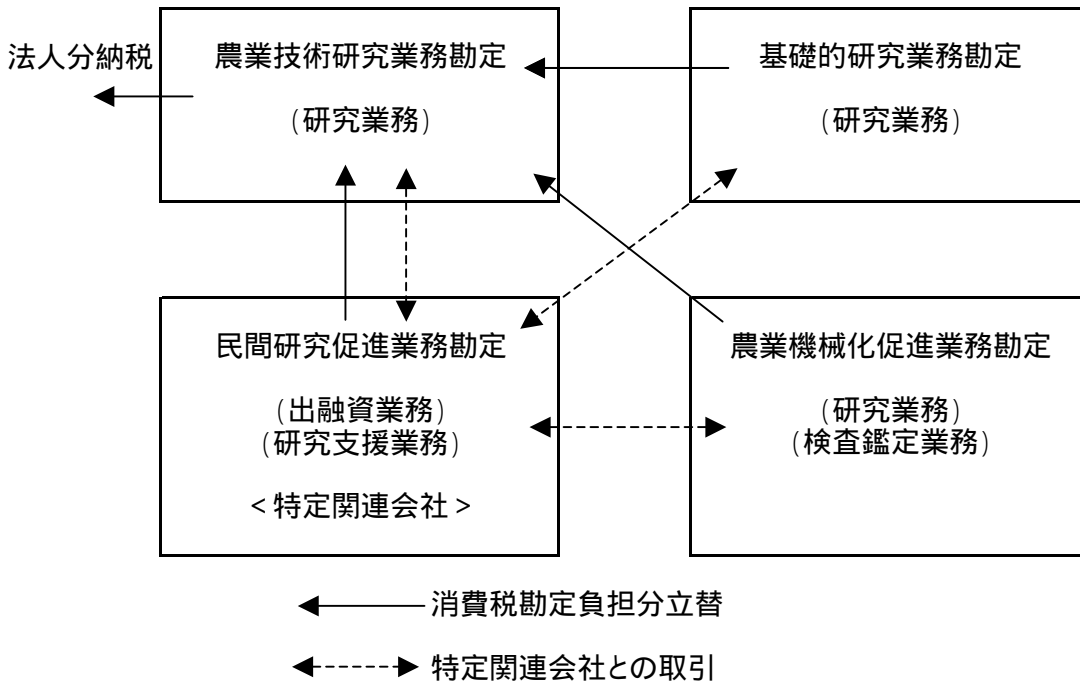 法人分納税
農業技術研究業務勘定
(研究業務)
基礎的研究業務勘定
(研究業務)
民間研究促進業務勘定
(出融資業務)
(研究支援業務)
<特定関連会社>
農業機械化促進業務勘定
(研究業務)
(検査鑑定業務)
消費税勘定負担分立替
特定関連会社との取引